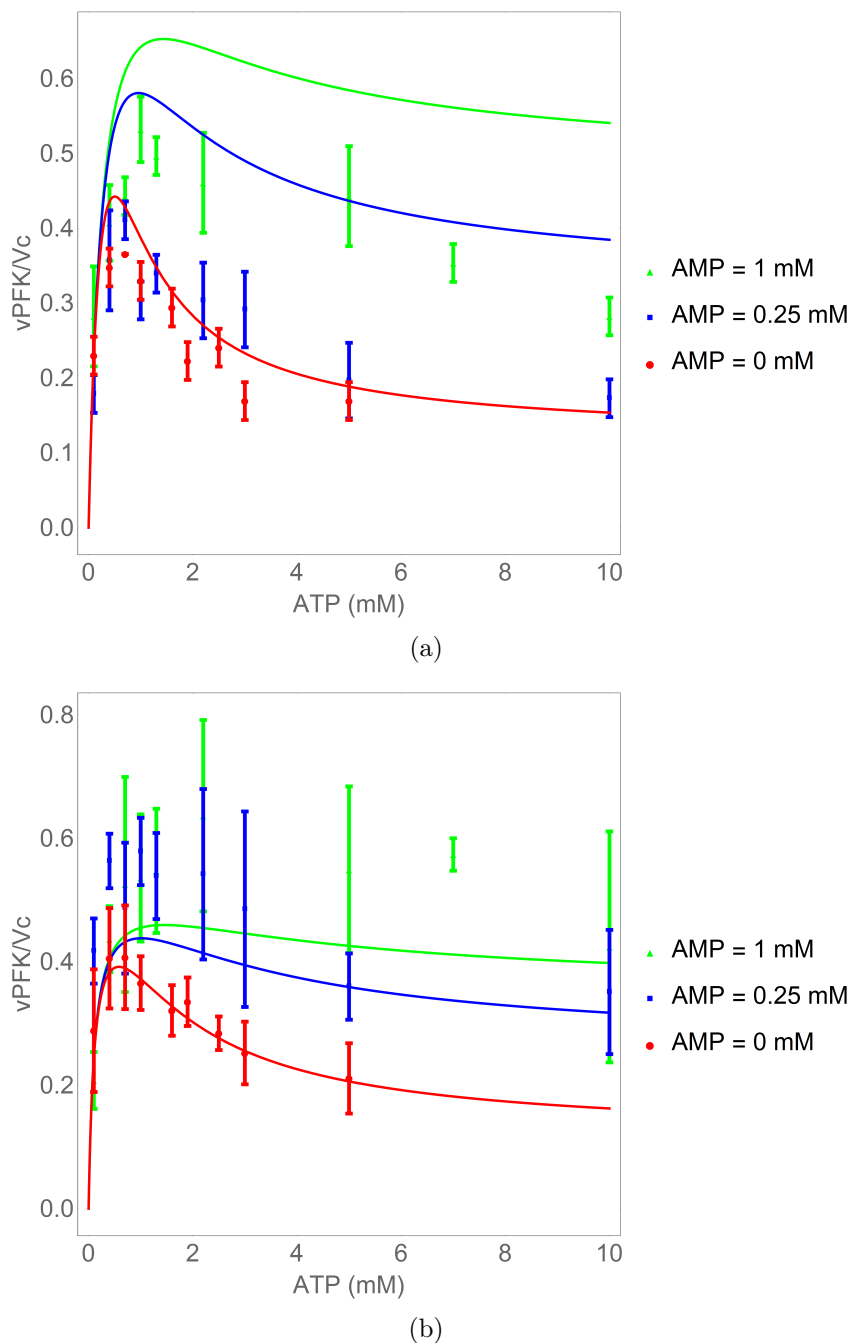 0.6
0.5
0.4
0.3
0.2
0.1
0.0
vPFK/Vc
0 2 4 6 8 10
ATP (mM)
AMP = 1 mM
AMP = 0.25 mM
AMP = 0 mM
(a)
0.8
0.6
0.4
0.2
0.0
vPFK/Vc
0 2 4 6 8 10
ATP (mM)
AMP = 1 mM
AMP = 0.25 mM
AMP = 0 mM
(b)